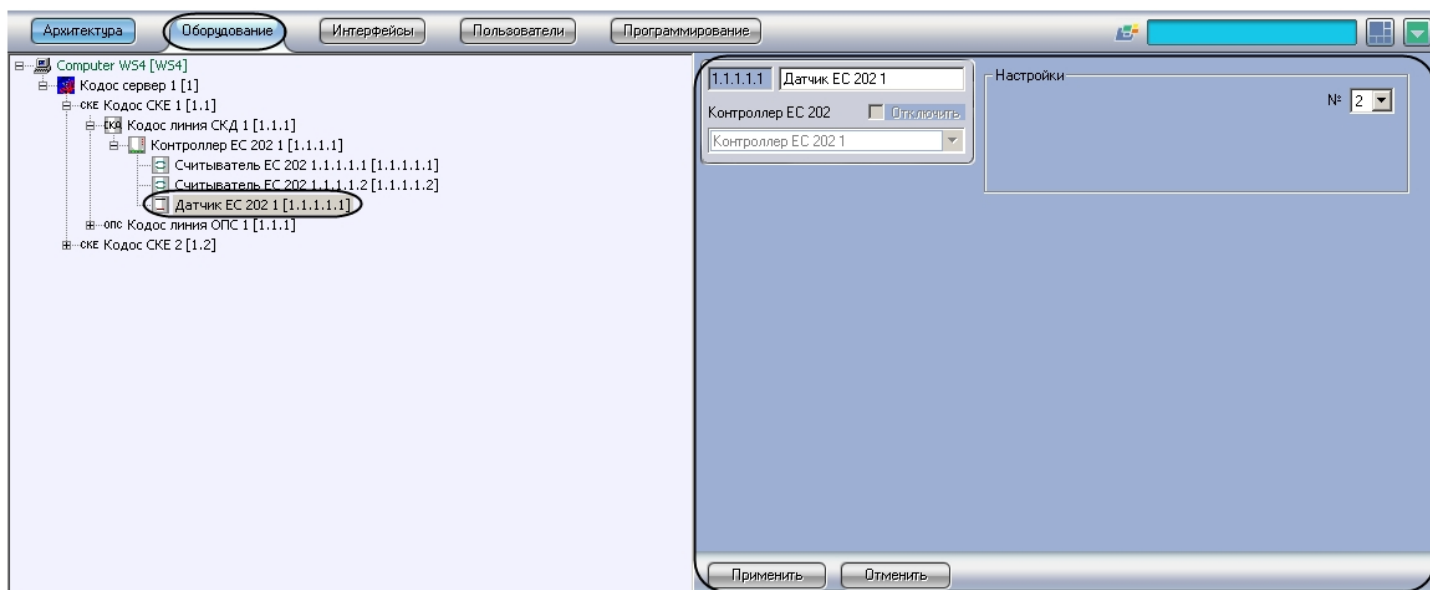 Архитектура Оборудование Интерфейсы Пользователи Программирование
Computer WS4 [WS4]
Кодос сервер 1 [1]
СКЕ Кодос СКЕ 1 [1.1]
СКД Кодос линия СКД 1 [1.1.1]
Контроллер ЕС 202 1 [1.1.1.1]
Считыватель ЕС 202 1.1.1.1.1 [1.1.1.1.1]
Считыватель ЕС 202 1.1.1.1.2 [1.1.1.1.2]
Датчик ЕС 202 1 [1.1.1.1.1]
опс Кодос линия ОПС 1 [1.1.1]
СКЕ Кодос СКЕ 2 [1.2]
1.1.1.1.1 Датчик ЕС 202 1
Контроллер ЕС 202 Отключить
Контроллер ЕС 202 1
Настройки
№ 2
Применить Отменить